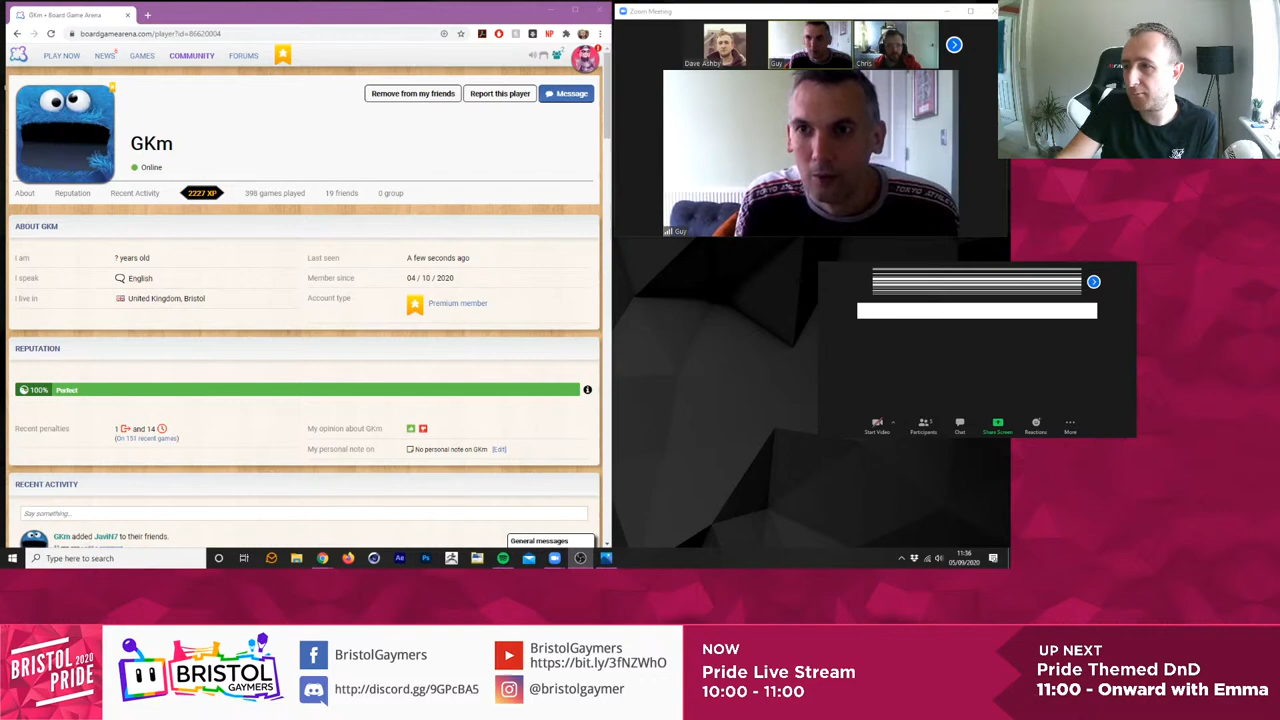 GKm • Board Game Arena
boardgamearena.com/player?id=86620004
PLAY NOW
NEWS
GAMES
COMMUNITY
FORUMS
Remove from my friends
Report this player
Message
GKm
Online
About
Reputation
Recent Activity
2227 XP
398 games played
19 friends
0 group
ABOUT GKM
I am
? years old
Last seen
A few seconds ago
I speak
English
Member since
04 / 10 / 2020
I live in
United Kingdom, Bristol
Account type
Premium member
REPUTATION
100%
Perfect
Recent penalties
1 and 14
(On 151 recent games)
My opinion about GKm
My personal note on
No personal note on GKm [Edit]
RECENT ACTIVITY
Say something...
GKm added JaviN7 to their friends.
General messages
Type here to search
Zoom Meeting
Dave Ashby
Guy
Chris
Guy
TOKYO ATHLE
TOKYO
Start Video
Participants
Chat
Share Screen
Reactions
More
11:36
05/09/2020
BRISTOL
PRIDE
2020
BRISTOL
GAYMERS
BristolGaymers
http://discord.gg/9GPcBA5
BristolGaymers
https://bit.ly/3fNZWhO
@bristolgaymer
NOW
Pride Live Stream
10:00 - 11:00
UP NEXT
Pride Themed DnD
11:00 - Onward with Emma